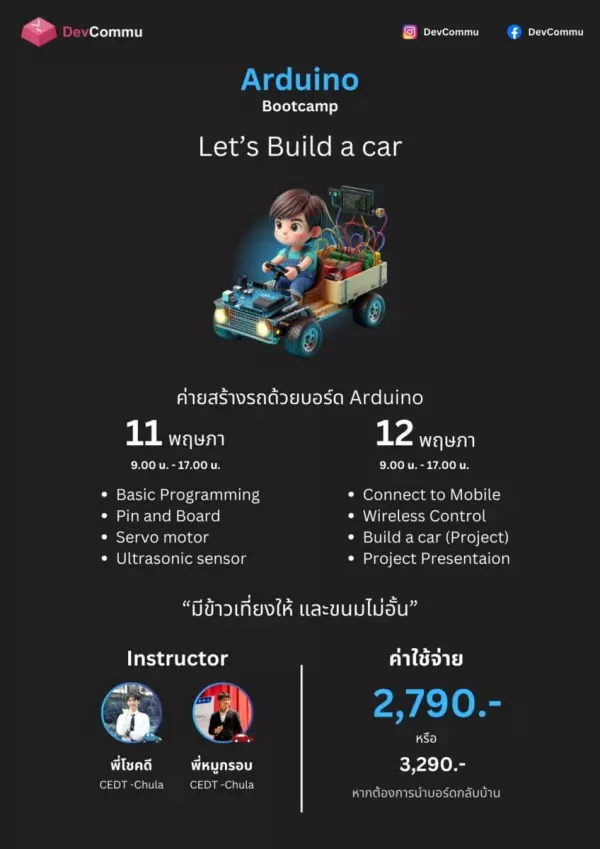 DevCommu
DevCommu
DevCommu
Arduino
Bootcamp
Let's Build a car
ค่ายสร้างรถด้วยบอร์ด Arduino
11 พฤษภา
9.00 น. - 17.00 น.
• Basic Programming
• Pin and Board
• Servo motor
• Ultrasonic sensor
12 พฤษภา
9.00 น. - 17.00 น.
• Connect to Mobile
• Wireless Control
• Build a car (Project)
• Project Presentaion
“มีข้าวเที่ยงให้ และขนมไม่อั้น”
Instructor
พี่โชคดี
CEDT -Chula
พี่หมูกรอบ
CEDT -Chula
ค่าใช้จ่าย
2,790.-
หรือ
3,290.-
หากต้องการนำบอร์ดกลับบ้าน